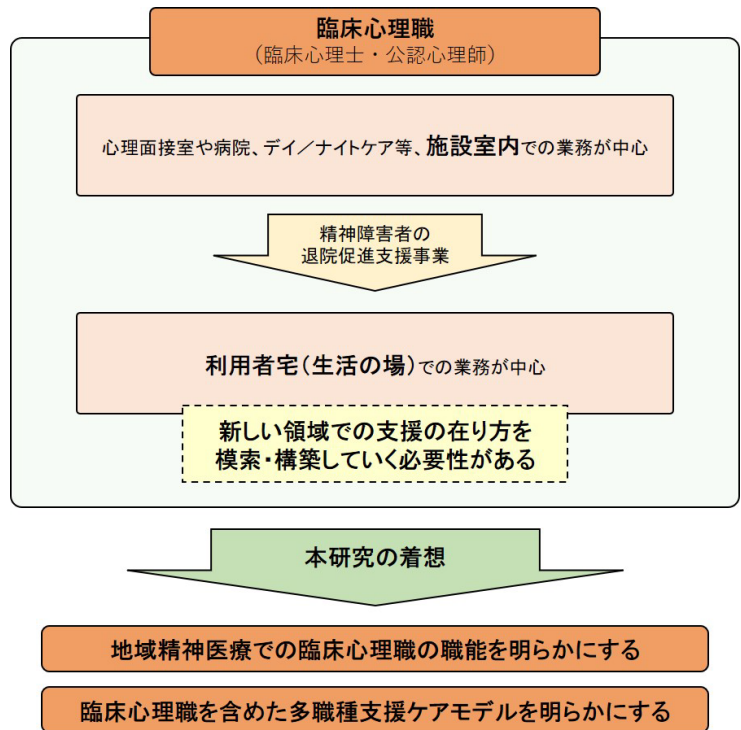 臨床心理職
（臨床心理士・公認心理師）
心理面接室や病院、デイ／ナイトケア等、施設室内での業務が中心
精神障害者の
退院促進支援事業
利用者宅（生活の場）での業務が中心
新しい領域での支援の在り方を
模索・構築していく必要性がある
本研究の着想
地域精神医療での臨床心理職の職能を明らかにする
臨床心理職を含めた多職種支援ケアモデルを明らかにする